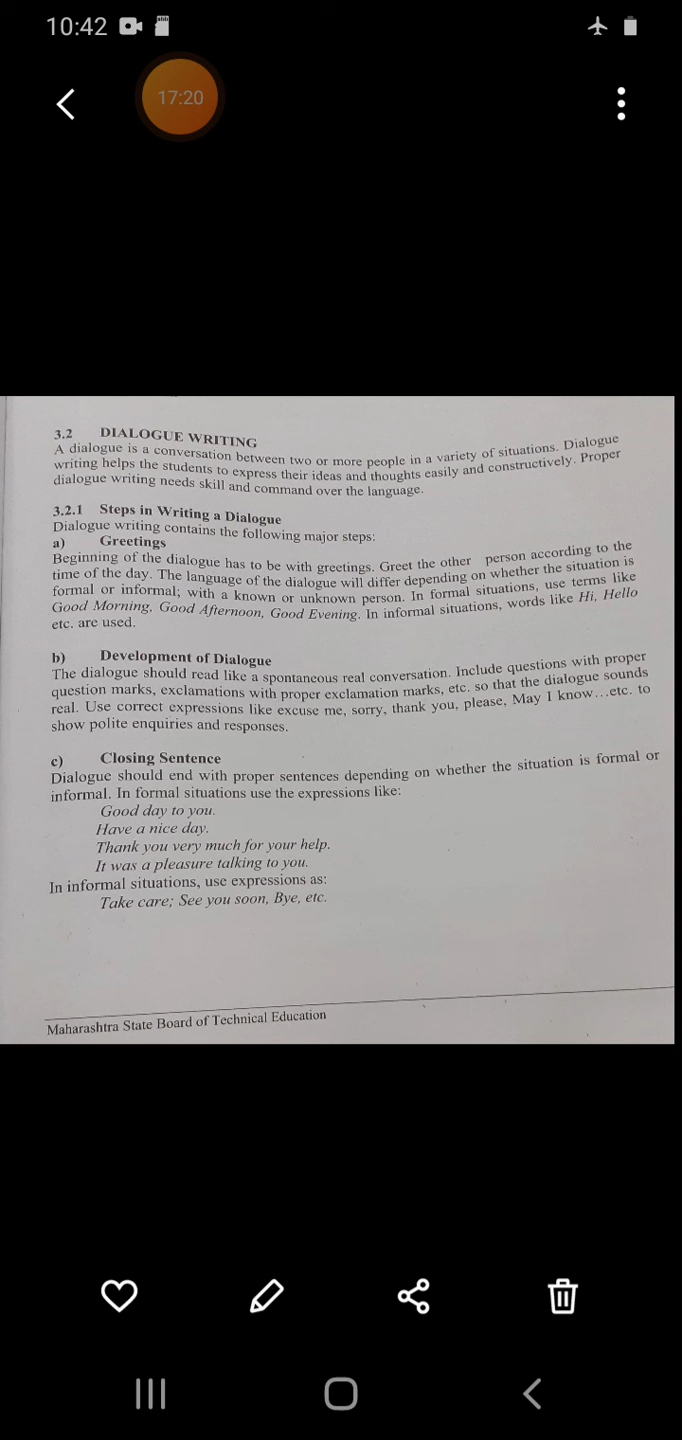 10:42
17:20
3.2 DIALOGUE WRITING
A dialogue is a conversation between two or more people in a variety of situations. Dialogue
writing helps the students to express their ideas and thoughts easily and constructively. Proper
dialogue writing needs skill and command over the language.
3.2.1 Steps in Writing a Dialogue
Dialogue writing contains the following major steps:
a) Greetings
Beginning of the dialogue has to be with greetings. Greet the other person according to the
time of the day. The language of the dialogue will differ depending on whether the situation is
formal or informal; with a known or unknown person. In formal situations, use terms like
Good Morning, Good Afternoon, Good Evening. In informal situations, words like Hi, Hello
etc. are used.
b) Development of Dialogue
The dialogue should read like a spontaneous real conversation. Include questions with proper
question marks, exclamations with proper exclamation marks, etc. so that the dialogue sounds
real. Use correct expressions like excuse me, sorry, thank you, please, May I know...etc. to
show polite enquiries and responses.
c) Closing Sentence
Dialogue should end with proper sentences depending on whether the situation is formal or
informal. In formal situations use the expressions like:
Good day to you.
Have a nice day.
Thank you very much for your help.
It was a pleasure talking to you.
In informal situations, use expressions as:
Take care; See you soon, Bye, etc.
Maharashtra State Board of Technical Education